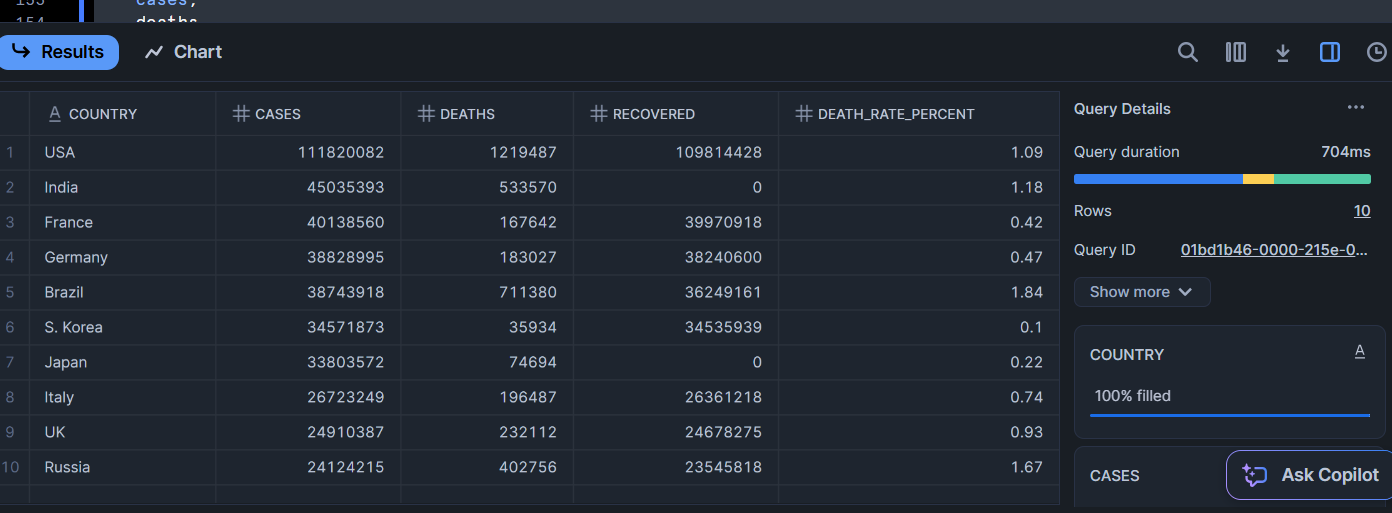 153
cases,
154
deaths
Results
Chart
COUNTRY CASES DEATHS RECOVERED DEATH_RATE_PERCENT
1 USA 111820082 1219487 109814428 1.09
2 India 45035393 533570 0 1.18
3 France 40138560 167642 39970918 0.42
4 Germany 38828995 183027 38240600 0.47
5 Brazil 38743918 711380 36249161 1.84
6 S. Korea 34571873 35934 34535939 0.1
7 Japan 33803572 74694 0 0.22
8 Italy 26723249 196487 26361218 0.74
9 UK 24910387 232112 24678275 0.93
10 Russia 24124215 402756 23545818 1.67
Query Details
Query duration 704ms
Rows 10
Query ID 01bd1b46-0000-215e-0...
Show more
COUNTRY A
100% filled
CASES
Ask Copilot